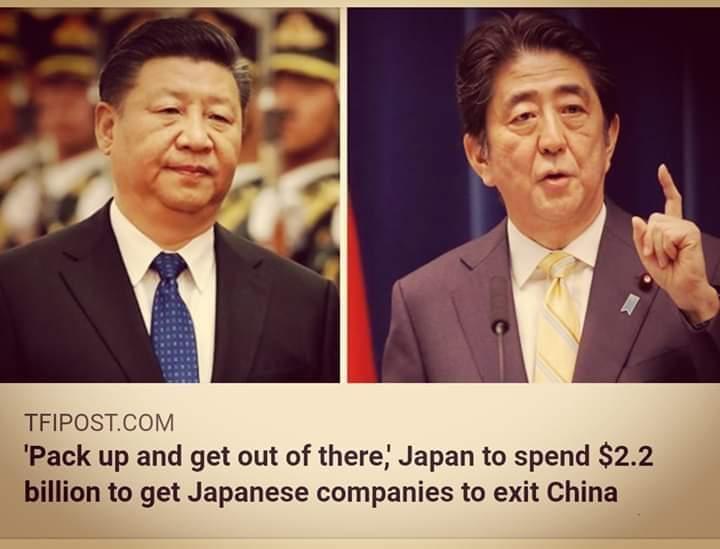 TFIPOST.COM
'Pack up and get out of there,' Japan to spend $2.2
billion to get Japanese companies to exit China